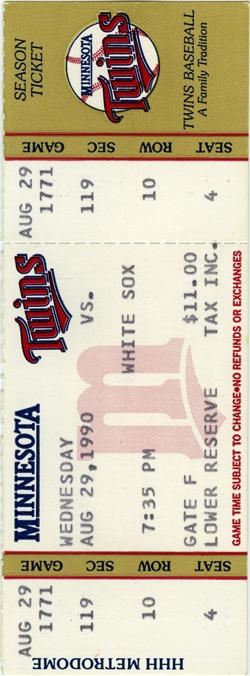 SEASON
TICKET
MINNESOTA
Twins
TWINS BASEBALL
A Family Tradition
GAME SEC ROW SEAT
AUG 29
1771 119 10 4
MINNESOTA Twins
WEDNESDAY
AUG 29,1990 VS.
WHITE SOX
7:35 PM
GATE F $11.00
LOWER RESERVE TAX INC.
GAME TIME SUBJECT TO CHANGE•NO REFUNDS OR EXCHANGES
GAME SEC ROW SEAT
AUG 29
1771 119 10 4
HHH METRODOME